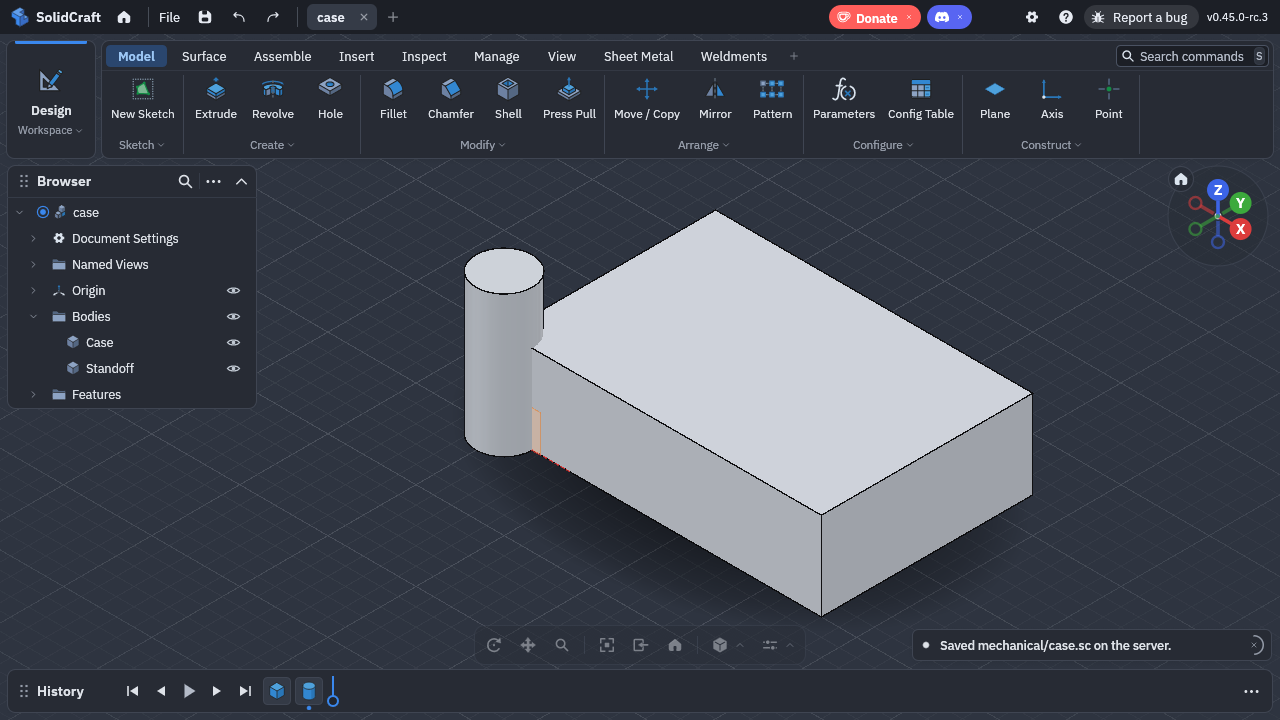 SolidCraft
File
case
Donate
Report a bug
v0.45.0-rc.3
Design
Workspace
Model
Surface
Assemble
Insert
Inspect
Manage
View
Sheet Metal
Weldments
Search commands
S
New Sketch
Extrude
Revolve
Hole
Fillet
Chamfer
Shell
Press Pull
Move / Copy
Mirror
Pattern
Parameters
Config Table
Plane
Axis
Point
Sketch
Create
Modify
Arrange
Configure
Construct
Browser
case
Document Settings
Named Views
Origin
Bodies
Case
Standoff
Features
Z
Y
X
Saved mechanical/case.sc on the server.
History